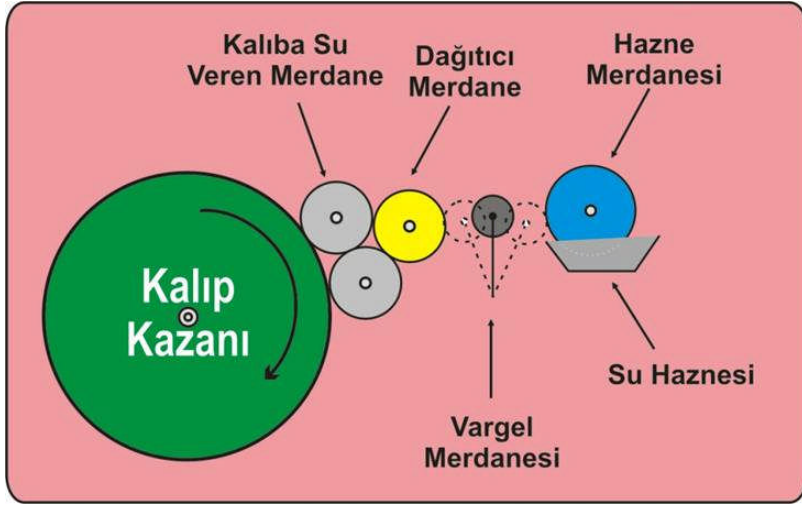 Kalıba Su
Veren Merdane
Dağıtıcı
Merdane
Hazne
Merdanesi
Kalıp
Kazanı
Su Haznesi
Vargel
Merdanesi